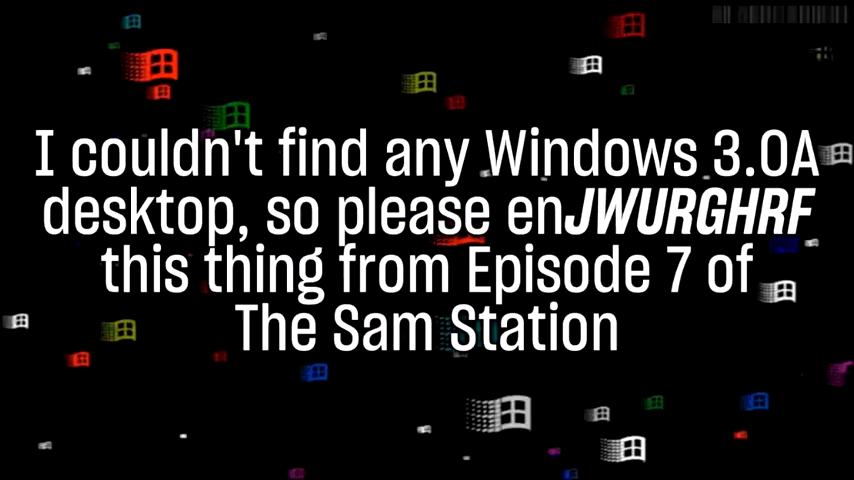 I couldn't find any Windows 3.0A
desktop, so please enJWURGHRF
this thing from Episode 7 of
The Sam Station